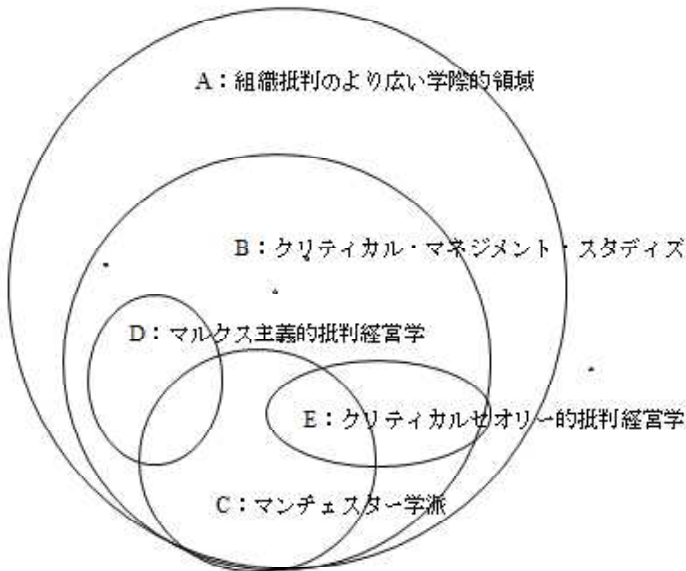 A：組織批判のより広い学際的領域
B：クリティカル・マネジメント・スタディズ
D：マルクス主義的批判経営学
E：クリティカルセオリー的批判経営学
C：マンチェスター学派